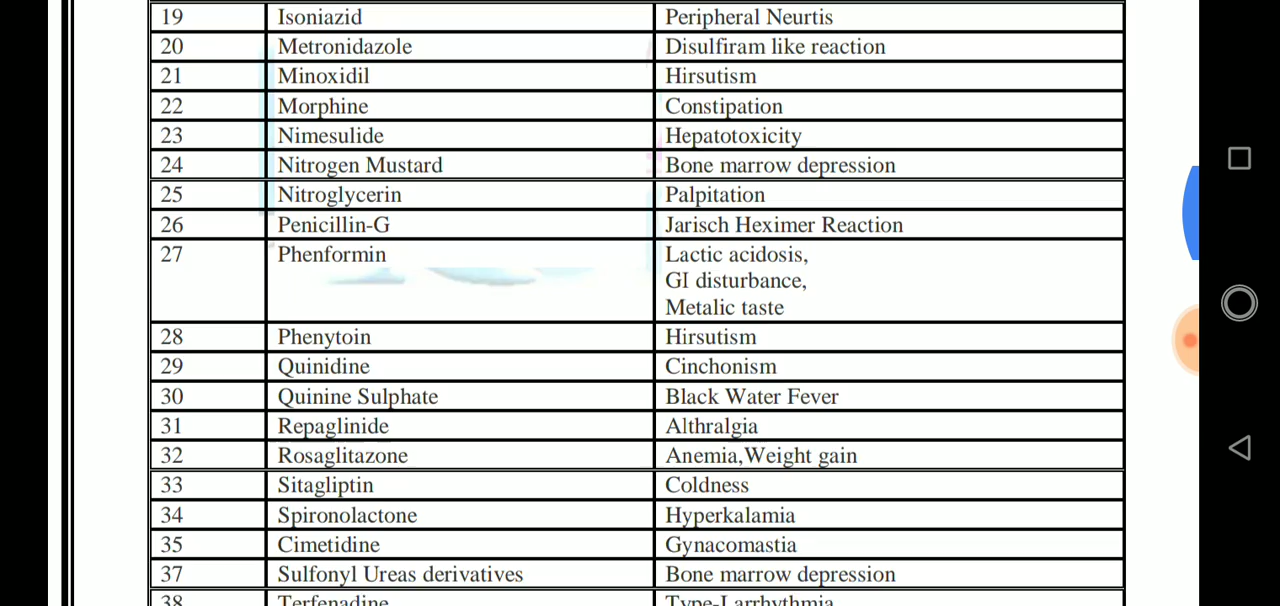 19 Isoniazid Peripheral Neurtis
20 Metronidazole Disulfiram like reaction
21 Minoxidil Hirsutism
22 Morphine Constipation
23 Nimesulide Hepatotoxicity
24 Nitrogen Mustard Bone marrow depression
25 Nitroglycerin Palpitation
26 Penicillin-G Jarisch Heximer Reaction
27 Phenformin Lactic acidosis,
GI disturbance,
Metalic taste
28 Phenytoin Hirsutism
29 Quinidine Cinchonism
30 Quinine Sulphate Black Water Fever
31 Repaglinide Althralgia
32 Rosaglitazone Anemia,Weight gain
33 Sitagliptin Coldness
34 Spironolactone Hyperkalamia
35 Cimetidine Gynacomastia
37 Sulfonyl Ureas derivatives Bone marrow depression
38 Terfenadine Type-I arrhythmia